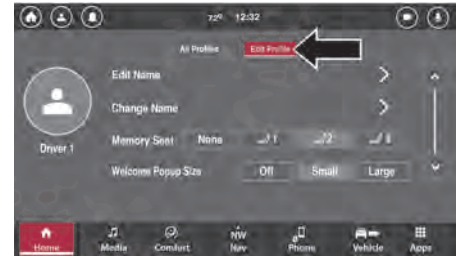 72° 12:32
All Profiles Edit Profile
Edit Name
Change Name
Driver 1
Memory Seat None 1 2 3
Welcome Popup Size Off Small Large
Home Media Comfort NW Nav Phone Vehicle Apps